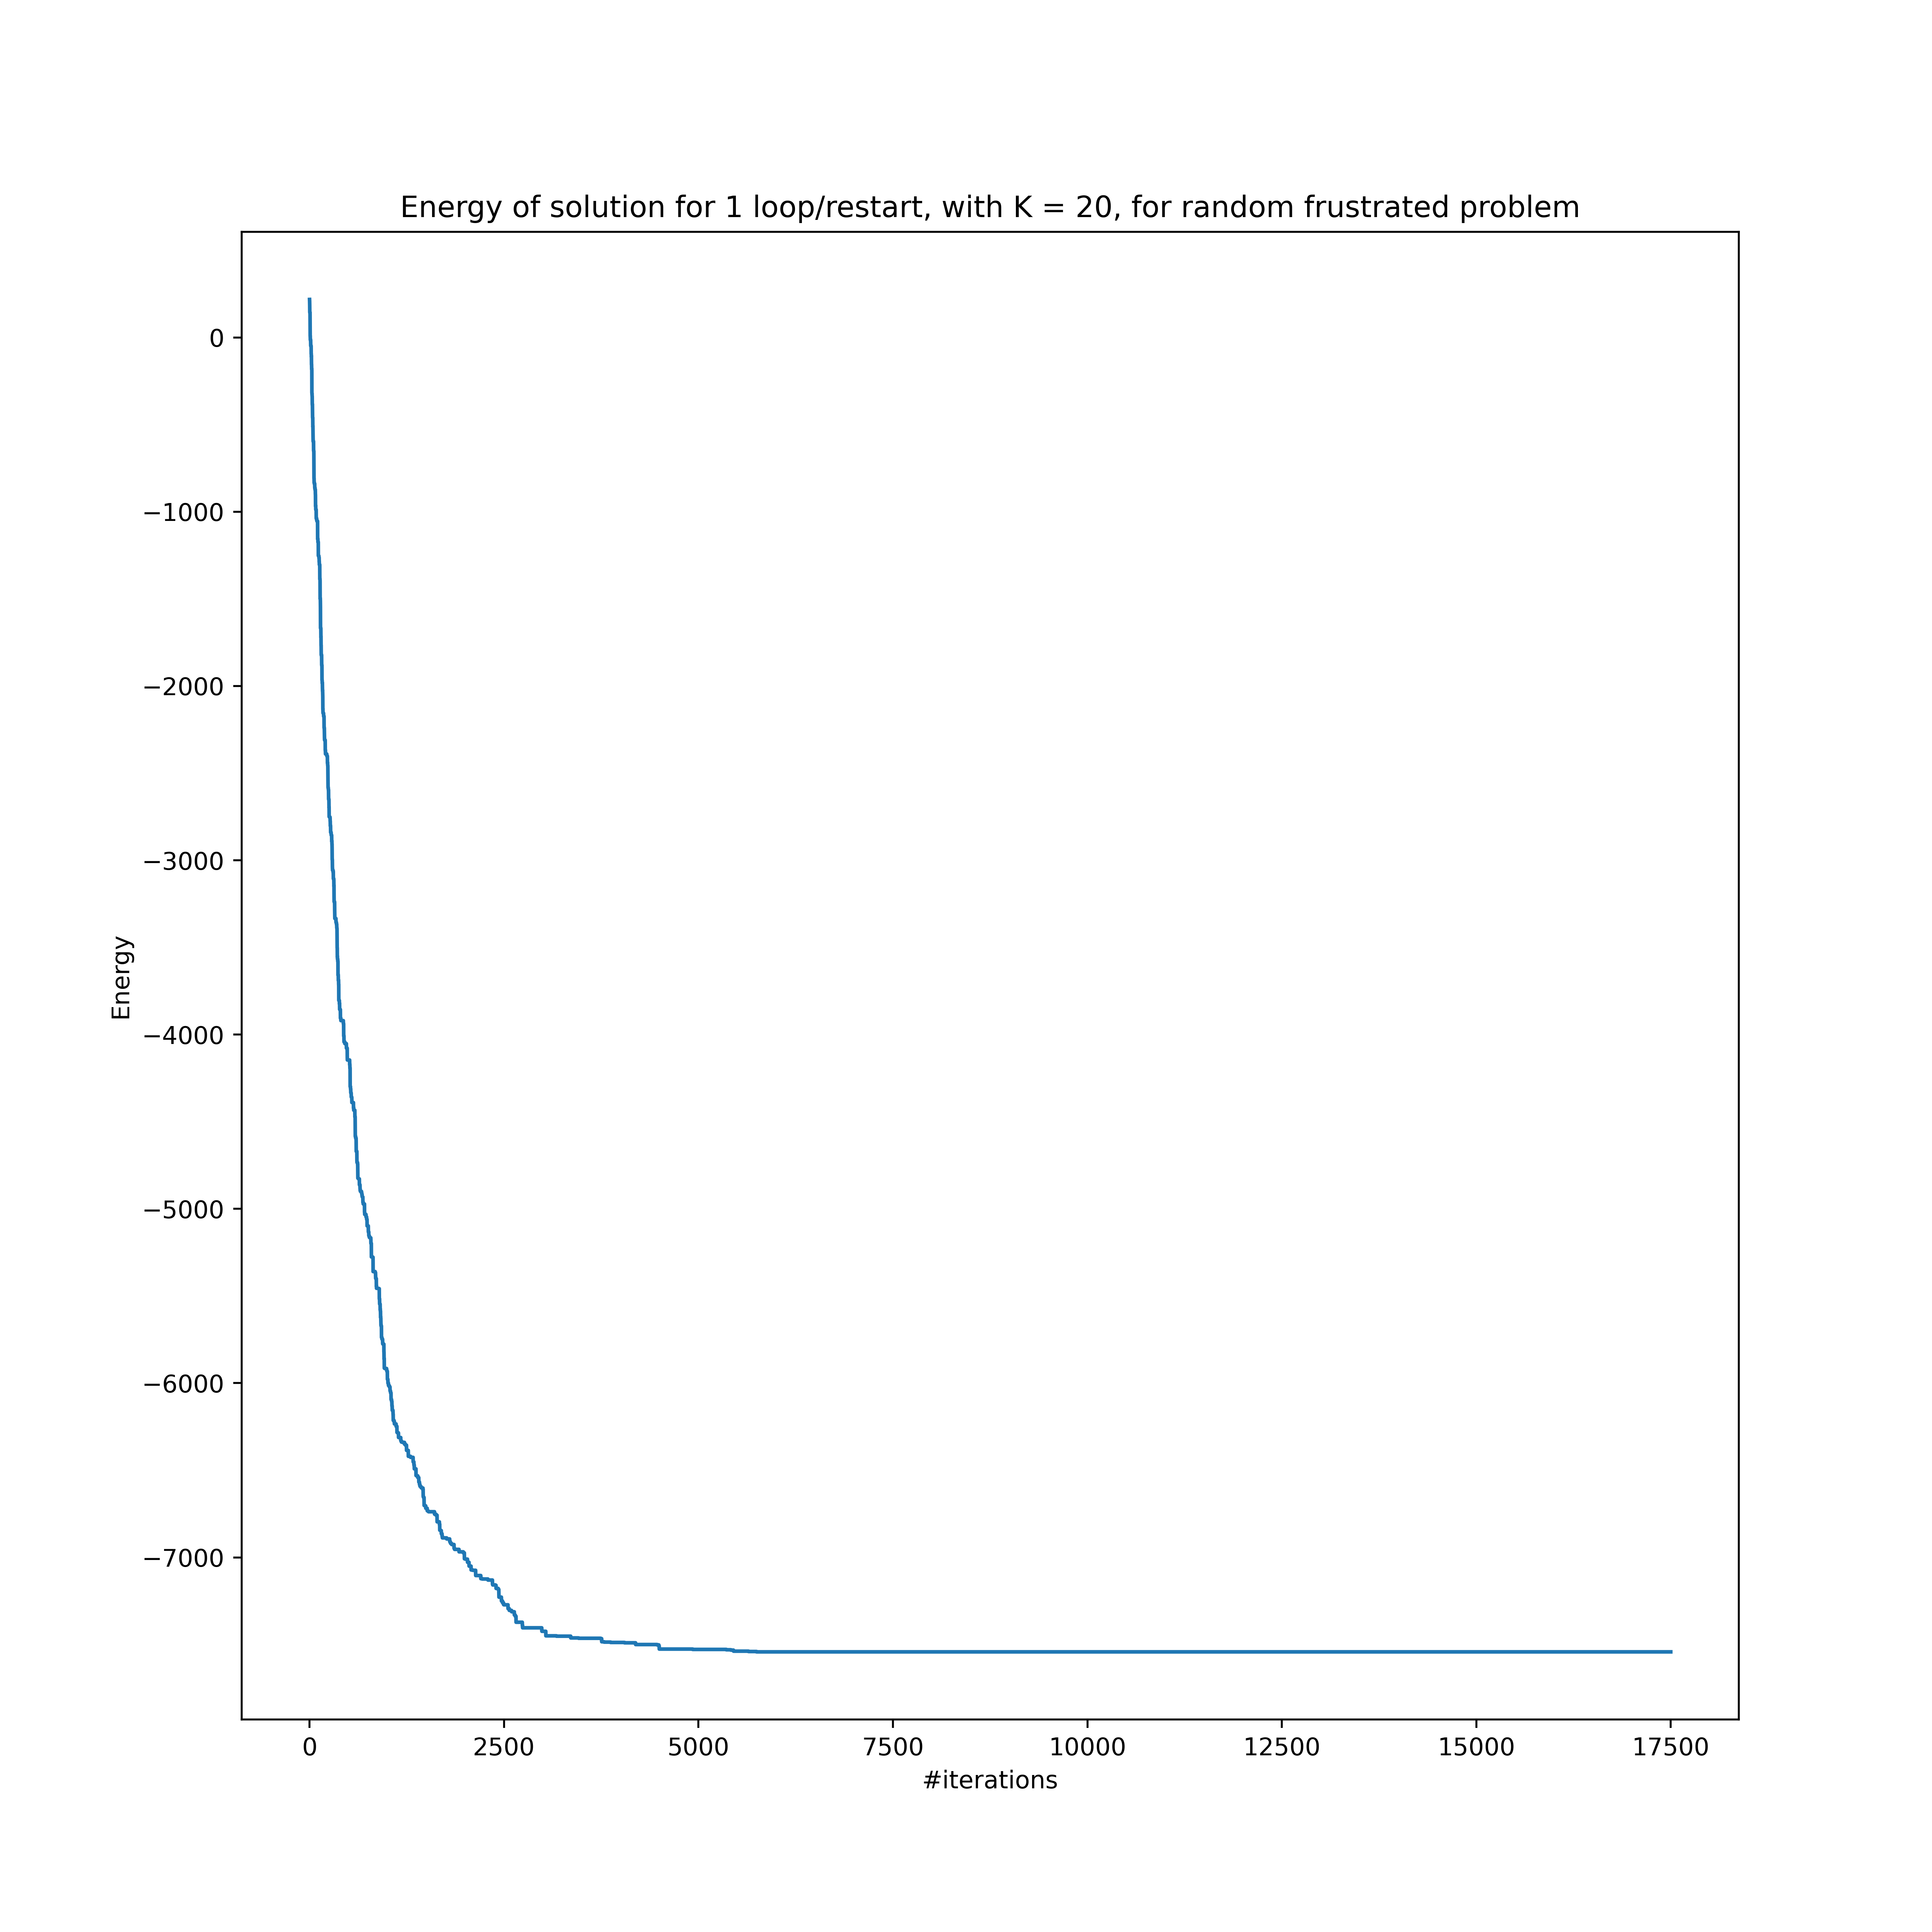 Energy of solution for 1 loop/restart, with K = 20, for random frustrated problem
0
−1000
−2000
−3000
−4000
−5000
−6000
−7000
Energy
0 2500 5000 7500 10000 12500 15000 17500
#iterations